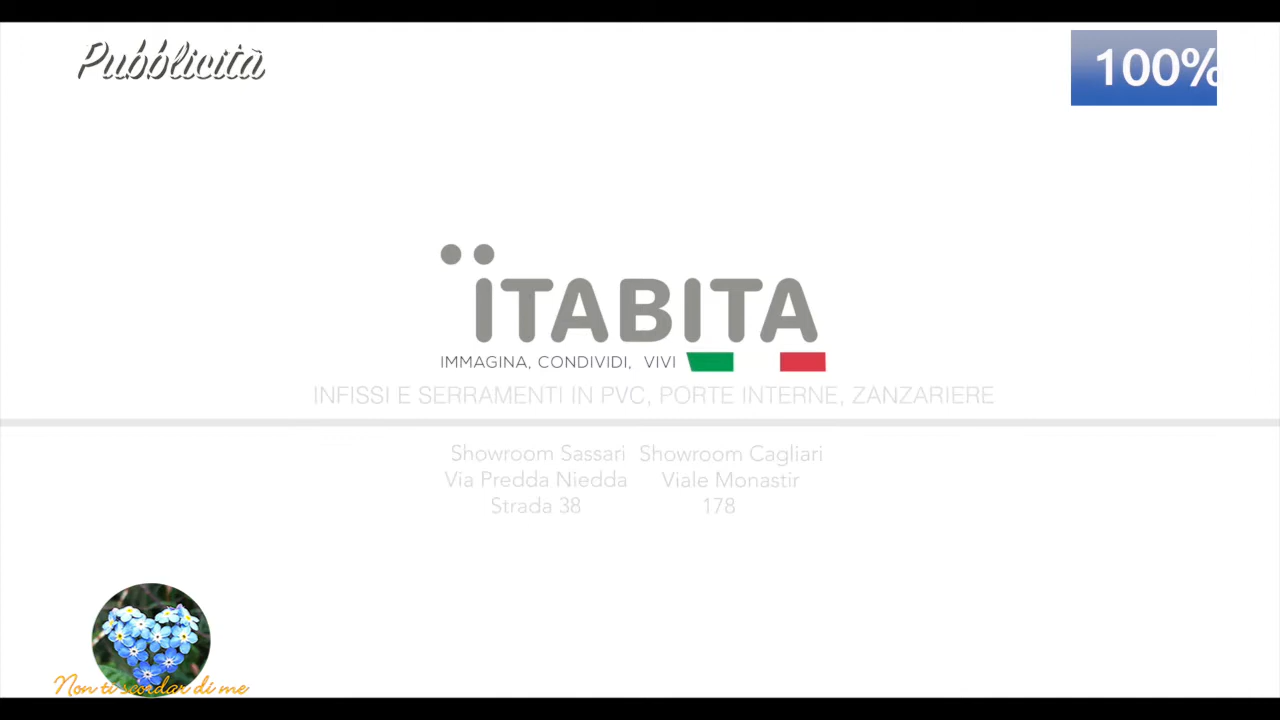 Pubblicità
100%
ÏTABITA
IMMAGINA, CONDIVIDI, VIVI
INFISSI E SERRAMENTI IN PVC, PORTE INTERNE, ZANZARIERE
Showroom Sassari
Via Predda Niedda
Strada 38
Showroom Cagliari
Viale Monastir
178
Non ti scordar di me